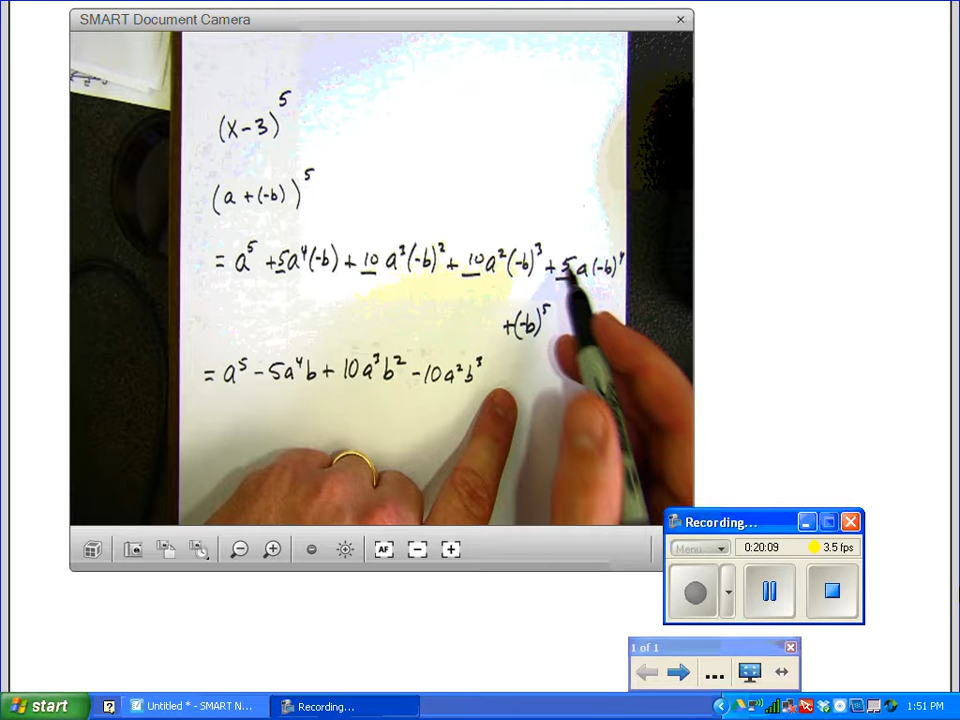 SMART Document Camera
(x-3)^5
(a +(-b))^5
= a^5 +5a^4(-b) + 10 a^3(-b)^2 + 10a^2(-b)^3 + 5a(-b)^4
+(-b)^5
= a^5 - 5a^4b + 10a^3b^2 - 10a^2b^3
AF
Recording...
Menu
0:20:09
3.5 fps
1 of 1
...
start
?
Untitled * - SMART N...
Recording...
1:51 PM